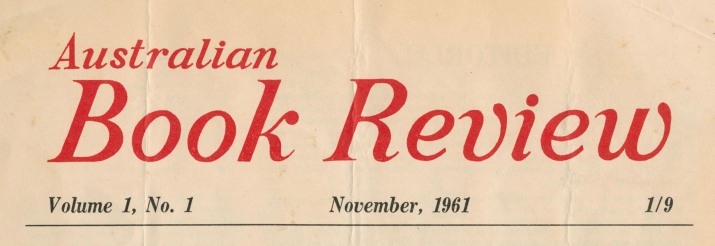 Australian
Book Review
Volume 1, No. 1 November, 1961 1/9